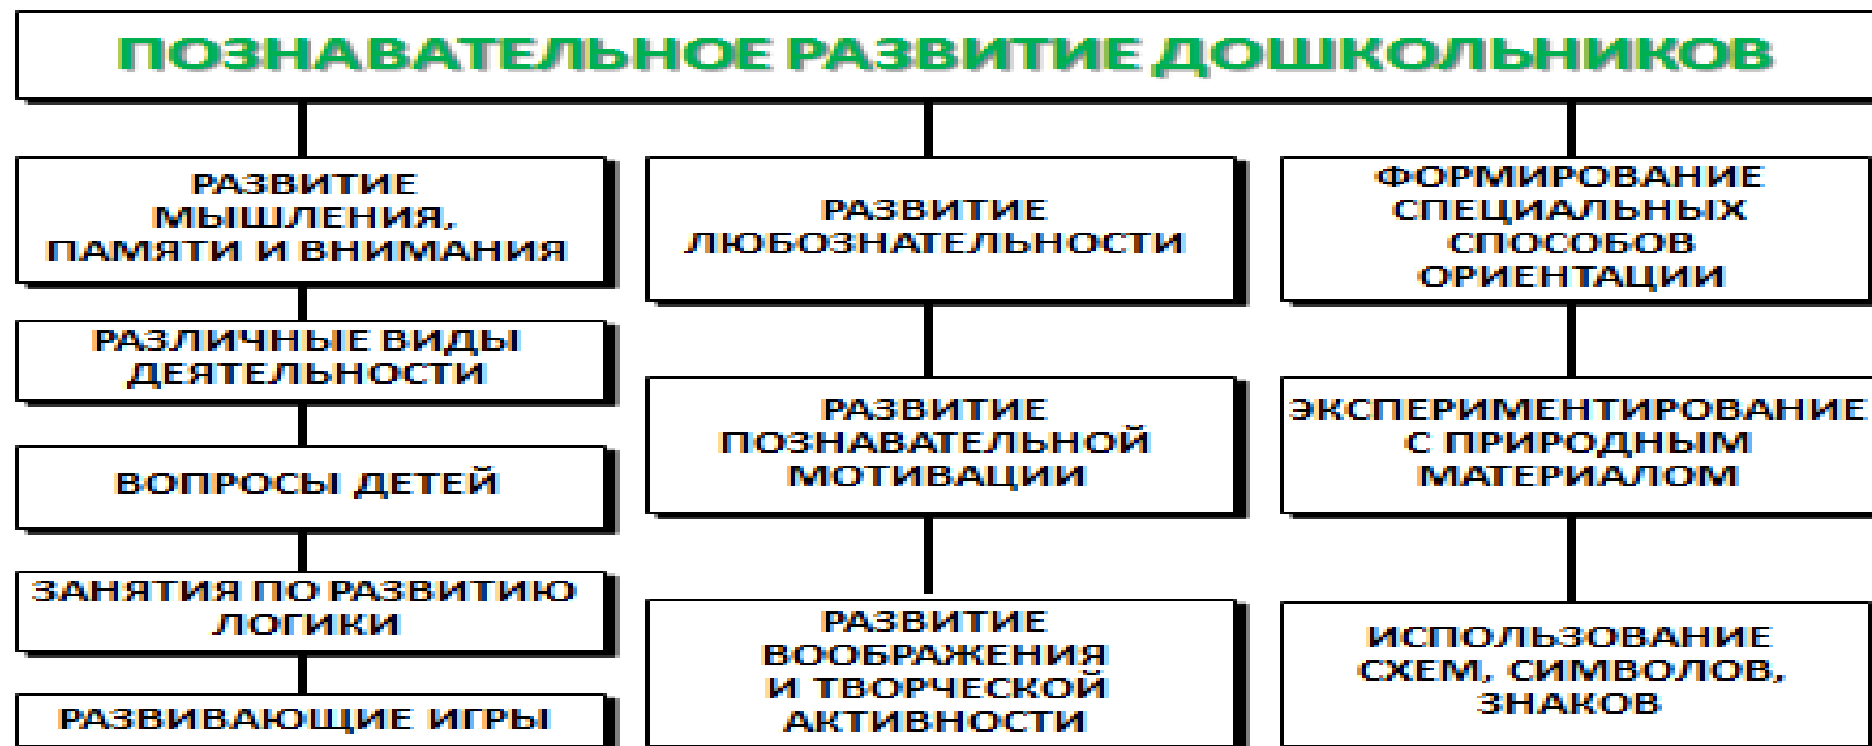 ПОЗНАВАТЕЛЬНОЕ РАЗВИТИЕ ДОШКОЛЬНИКОВ
РАЗВИТИЕ
МЫШЛЕНИЯ,
ПАМЯТИ И ВНИМАНИЯ
РАЗЛИЧНЫЕ ВИДЫ
ДЕЯТЕЛЬНОСТИ
ВОПРОСЫ ДЕТЕЙ
ЗАНЯТИЯ ПО РАЗВИТИЮ
ЛОГИКИ
РАЗВИВАЮЩИЕ ИГРЫ
РАЗВИТИЕ
ЛЮБОЗНАТЕЛЬНОСТИ
РАЗВИТИЕ
ПОЗНАВАТЕЛЬНОЙ
МОТИВАЦИИ
РАЗВИТИЕ
ВООБРАЖЕНИЯ
И ТВОРЧЕСКОЙ
АКТИВНОСТИ
ФОРМИРОВАНИЕ
СПЕЦИАЛЬНЫХ
СПОСОБОВ
ОРИЕНТАЦИИ
ЭКСПЕРИМЕНТИРОВАНИЕ
С ПРИРОДНЫМ
МАТЕРИАЛОМ
ИСПОЛЬЗОВАНИЕ
СХЕМ, СИМВОЛОВ,
ЗНАКОВ